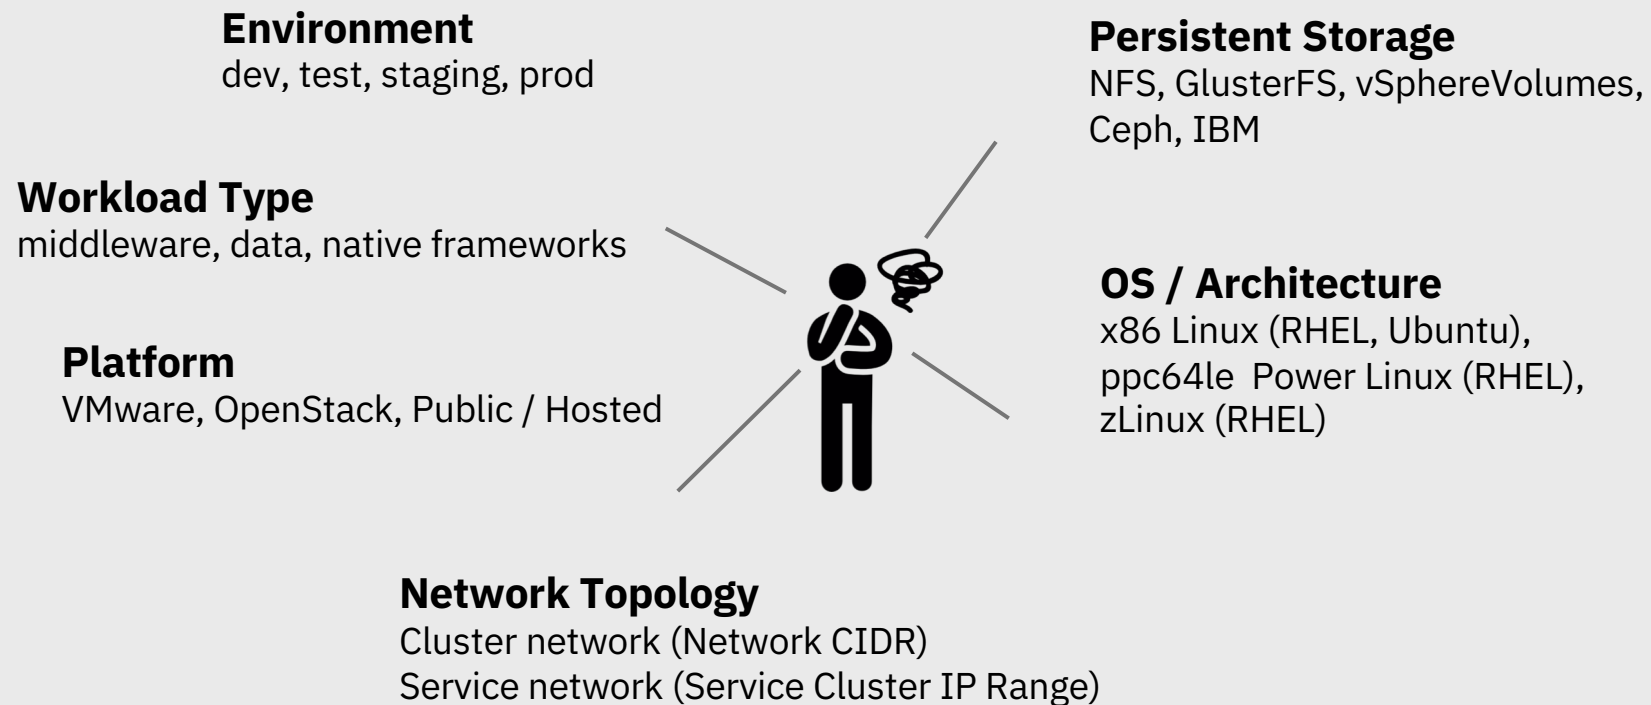 Environment
dev, test, staging, prod
Persistent Storage
NFS, GlusterFS, vSphereVolumes,
Ceph, IBM
Workload Type
middleware, data, native frameworks
OS / Architecture
x86 Linux (RHEL, Ubuntu),
ppc64le  Power Linux (RHEL),
zLinux (RHEL)
Platform
VMware, OpenStack, Public / Hosted
Network Topology
Cluster network (Network CIDR)
Service network (Service Cluster IP Range)